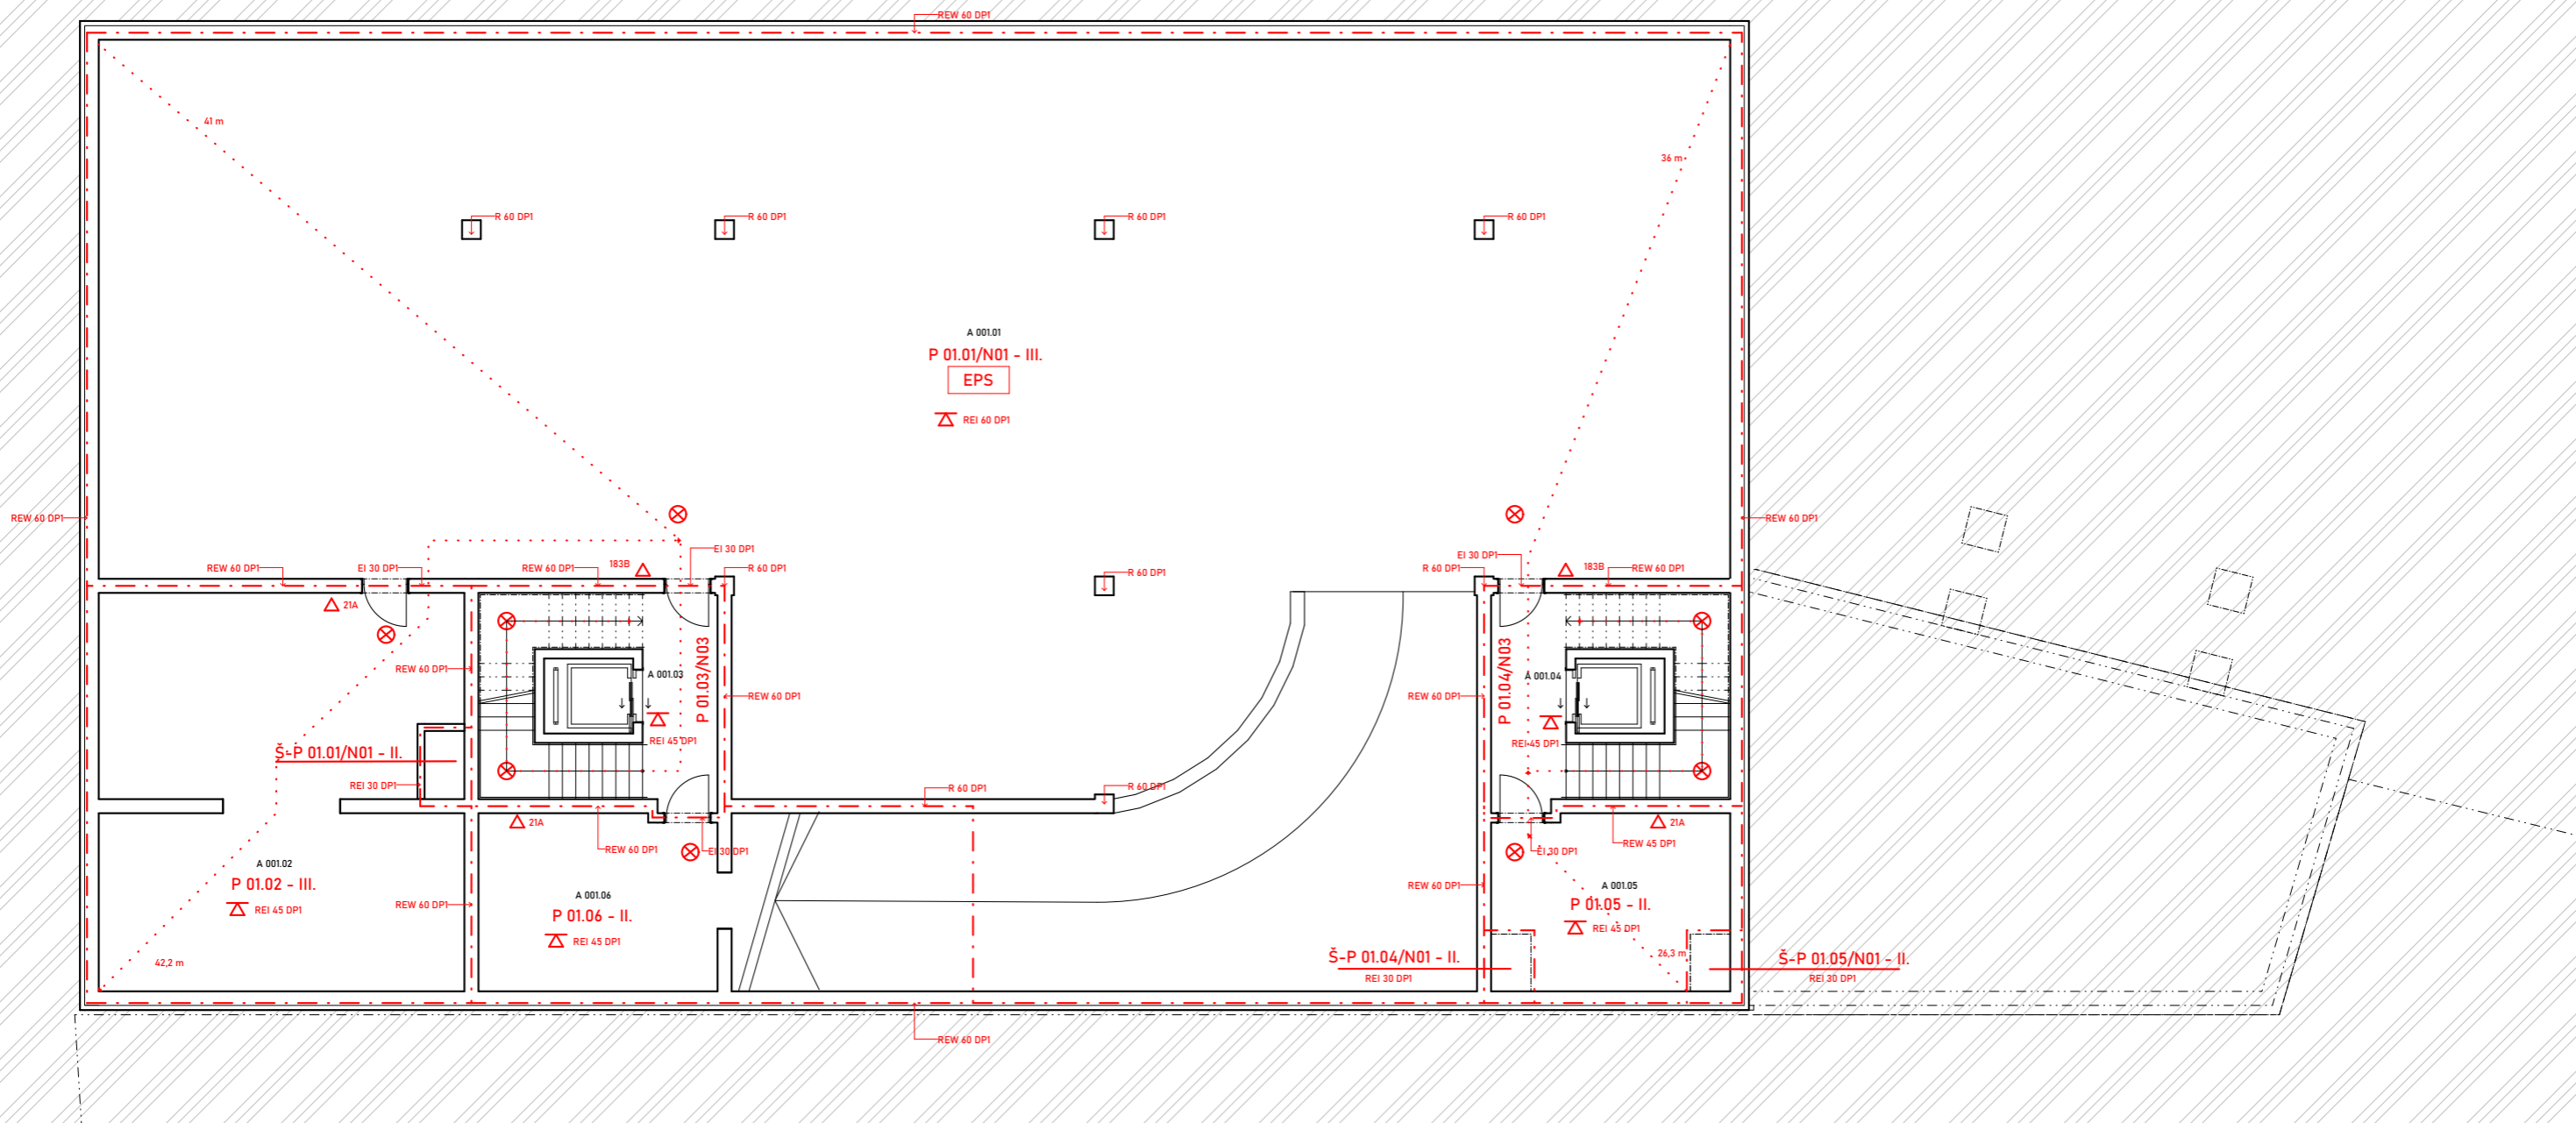 REW 60 DP1
41 m
36 m
R 60 DP1
R 60 DP1
R 60 DP1
R 60 DP1
A 001.01
P 01.01/N01 - III.
EPS
REI 60 DP1
REW 60 DP1
REW 60 DP1
EI 30 DP1
EI 30 DP1
REW 60 DP1
EI 30 DP1
REW 60 DP1
183B
R 60 DP1
R 60 DP1
R 60 DP1
183B
REW 60 DP1
21A
REW 60 DP1
A 001.03
P 01.03/N03
REW 60 DP1
REW 60 DP1
P 01.04/N03
A 001.04
REI 45 DP1
REI 45 DP1
Š-P 01.01/N01 - II.
REI 30 DP1
R 60 DP1
R 60 DP1
21A
REW 60 DP1
EI 30 DP1
EI 30 DP1
REW 45 DP1
21A
A 001.02
P 01.02 - III.
REI 45 DP1
REW 60 DP1
A 001.06
P 01.06 - II.
REI 45 DP1
REW 60 DP1
A 001.05
P 01.05 - II.
REI 45 DP1
42,2 m
26,3 m
Š-P 01.04/N01 - II.
REI 30 DP1
Š-P 01.05/N01 - II.
REI 30 DP1
REW 60 DP1